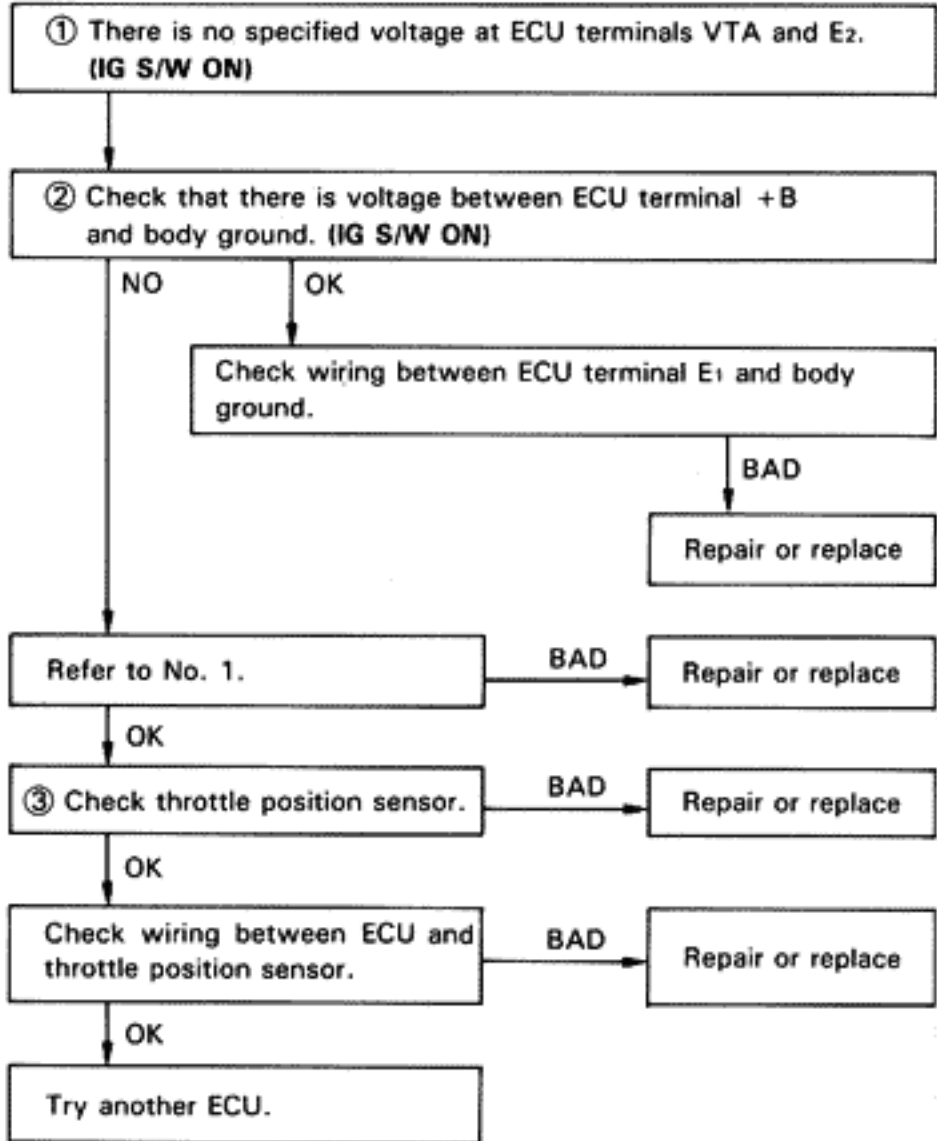 ① There is no specified voltage at ECU terminals VTA and E₂.
(IG S/W ON)
② Check that there is voltage between ECU terminal +B
and body ground. (IG S/W ON)
NO
OK
Check wiring between ECU terminal E₁ and body
ground.
BAD
Repair or replace
Refer to No. 1.
BAD
Repair or replace
OK
③ Check throttle position sensor.
BAD
Repair or replace
OK
Check wiring between ECU and
throttle position sensor.
BAD
Repair or replace
OK
Try another ECU.